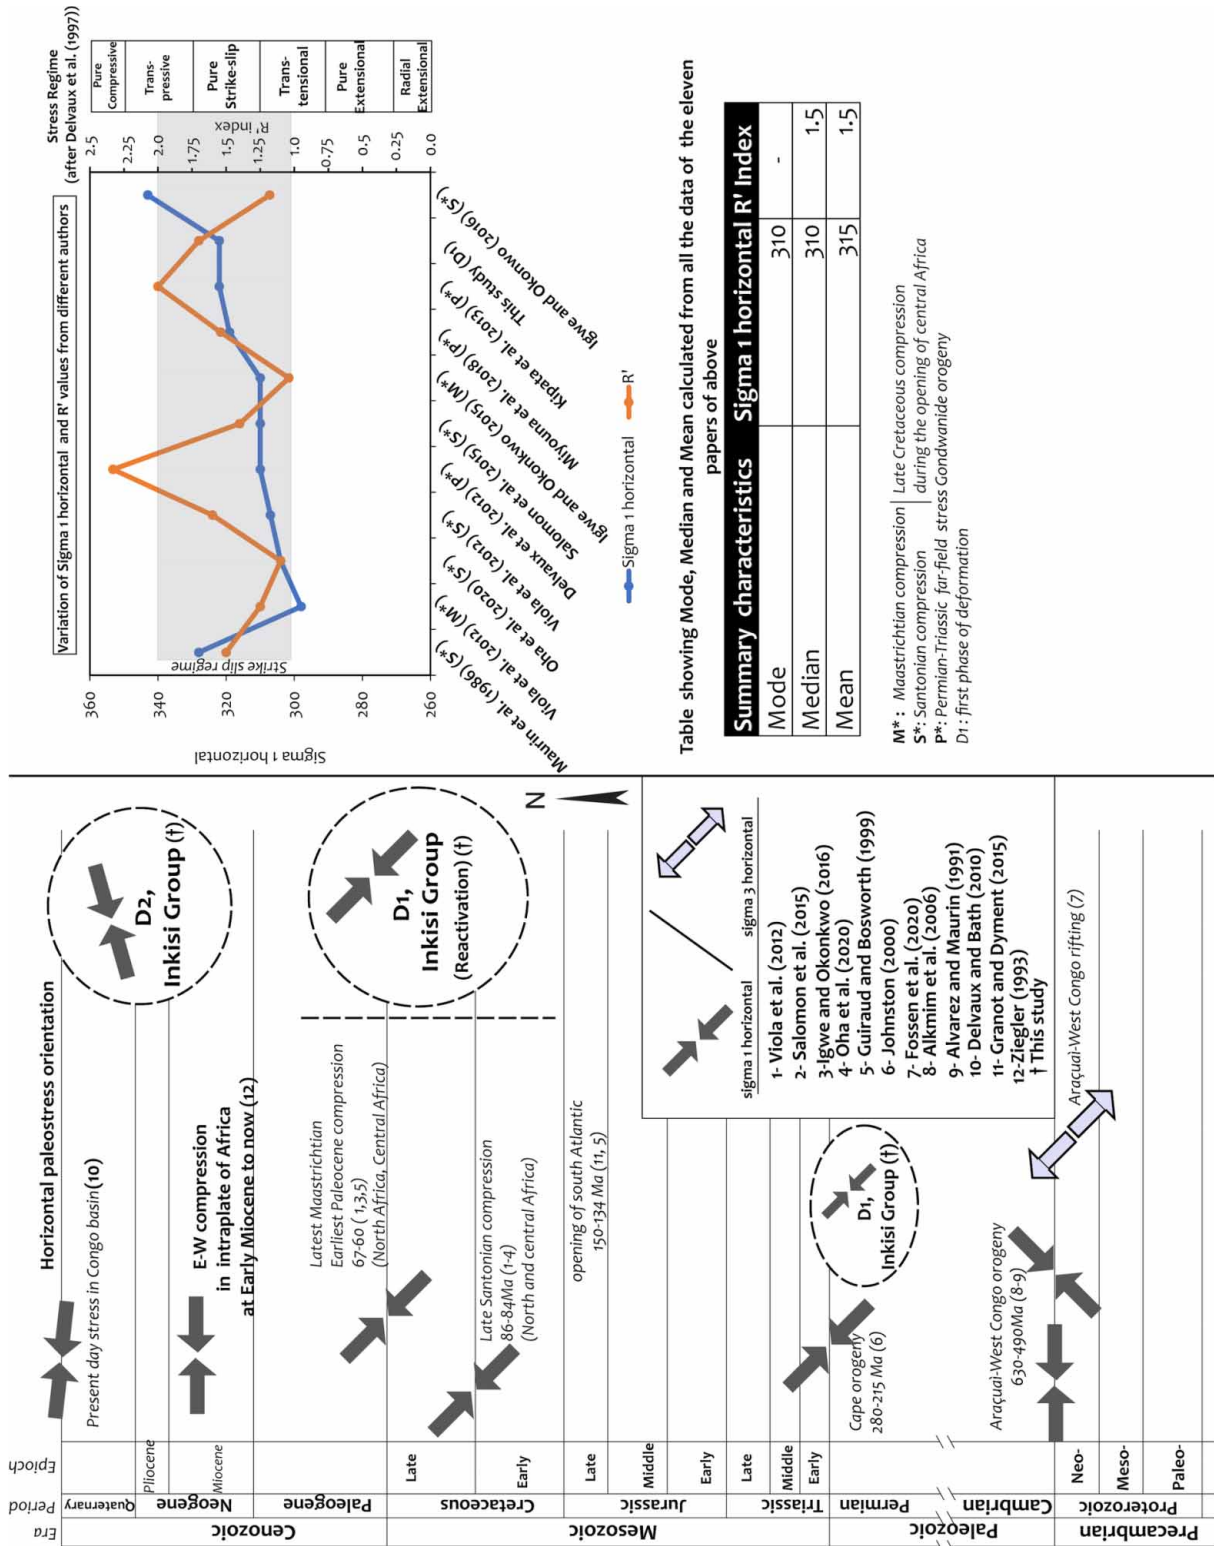 Era
Period
Epioch
Horizontal paleostress orientation
Cenozoic
Mesozoic
Paleozoic
Precambrian
Quaternary
Neogene
Paleogene
Cretaceous
Jurassic
Triassic
Permian
Cambrian
Proterozoic
Pliocene
Miocene
Late
Early
Late
Middle
Early
Late
Middle
Early
Neo-
Meso-
Paleo-
Present day stress in Congo basin(10)
E-W compression
in intraplate of Africa
at Early Miocene to now (12)
D2,
Inkisi Group (†)
Latest Maastrichtian
Earliest Paleocene compression
67-60 ( 1,3,5)
(North Africa, Central Africa)
Late Santonian compression
86-84Ma (1-4)
(North and central Africa)
D1,
Inkisi Group
(Reactivation) (†)
N
opening of south Atlantic
150-134 Ma (11, 5)
Cape orogeny
280-215 Ma (6)
D1,
Inkisi Group (†)
Araçuaì-West Congo orogeny
630-490Ma (8-9)
Araçuaì-West Congo rifting (7)
sigma 1 horizontal
sigma 3 horizontal
1- Viola et al. (2012)
2- Salomon et al. (2015)
3-Igwe and Okonkwo (2016)
4- Oha et al. (2020)
5- Guiraud and Bosworth (1999)
6- Johnston (2000)
7- Fossen et al. (2020)
8- Alkmim et al. (2006)
9- Alvarez and Maurin (1991)
10- Delvaux and Bath (2010)
11- Granot and Dyment (2015)
12-Ziegler (1993)
† This study
Variation of Sigma 1 horizontal and R' values from different authors
Stress Regime
(after Delvaux et al. (1997))
Sigma 1 horizontal
360
340
320
300
280
260
Strike slip regime
R' index
2.5
2.25
2.0
1.75
1.5
1.25
1.0
0.75
0.5
0.25
0.0
Pure
Compressive
Trans-
pressive
Pure
Strike-slip
Trans-
tensional
Pure
Extensional
Radial
Extensional
Maurin et al. (1986) (S*)
Viola et al. (2012) (M*)
Oha et al. (2020) (S*)
Viola et al. (2012) (S*)
Delvaux et al. (2012) (P*)
Salomon et al. (2015) (S*)
Igwe and Okonkwo (2015) (M*)
Miyouna et al. (2018) (P*)
Kipata et al. (2013) (P*)
This study (D1)
Igwe and Okonwo (2016) (S*)
Sigma 1 horizontal
R'
Table showing Mode, Median and Mean calculated from all the data of the eleven
papers of above
Summary characteristics Sigma 1 horizontal R' Index
Mode 310 -
Median 310 1.5
Mean 315 1.5
M* : Maastrichtian compression Late Cretaceous compression
S*: Santonian compression during the opening of central Africa
P*: Permian-Triassic far-field stress Gondwanide orogeny
D1 : first phase of deformation